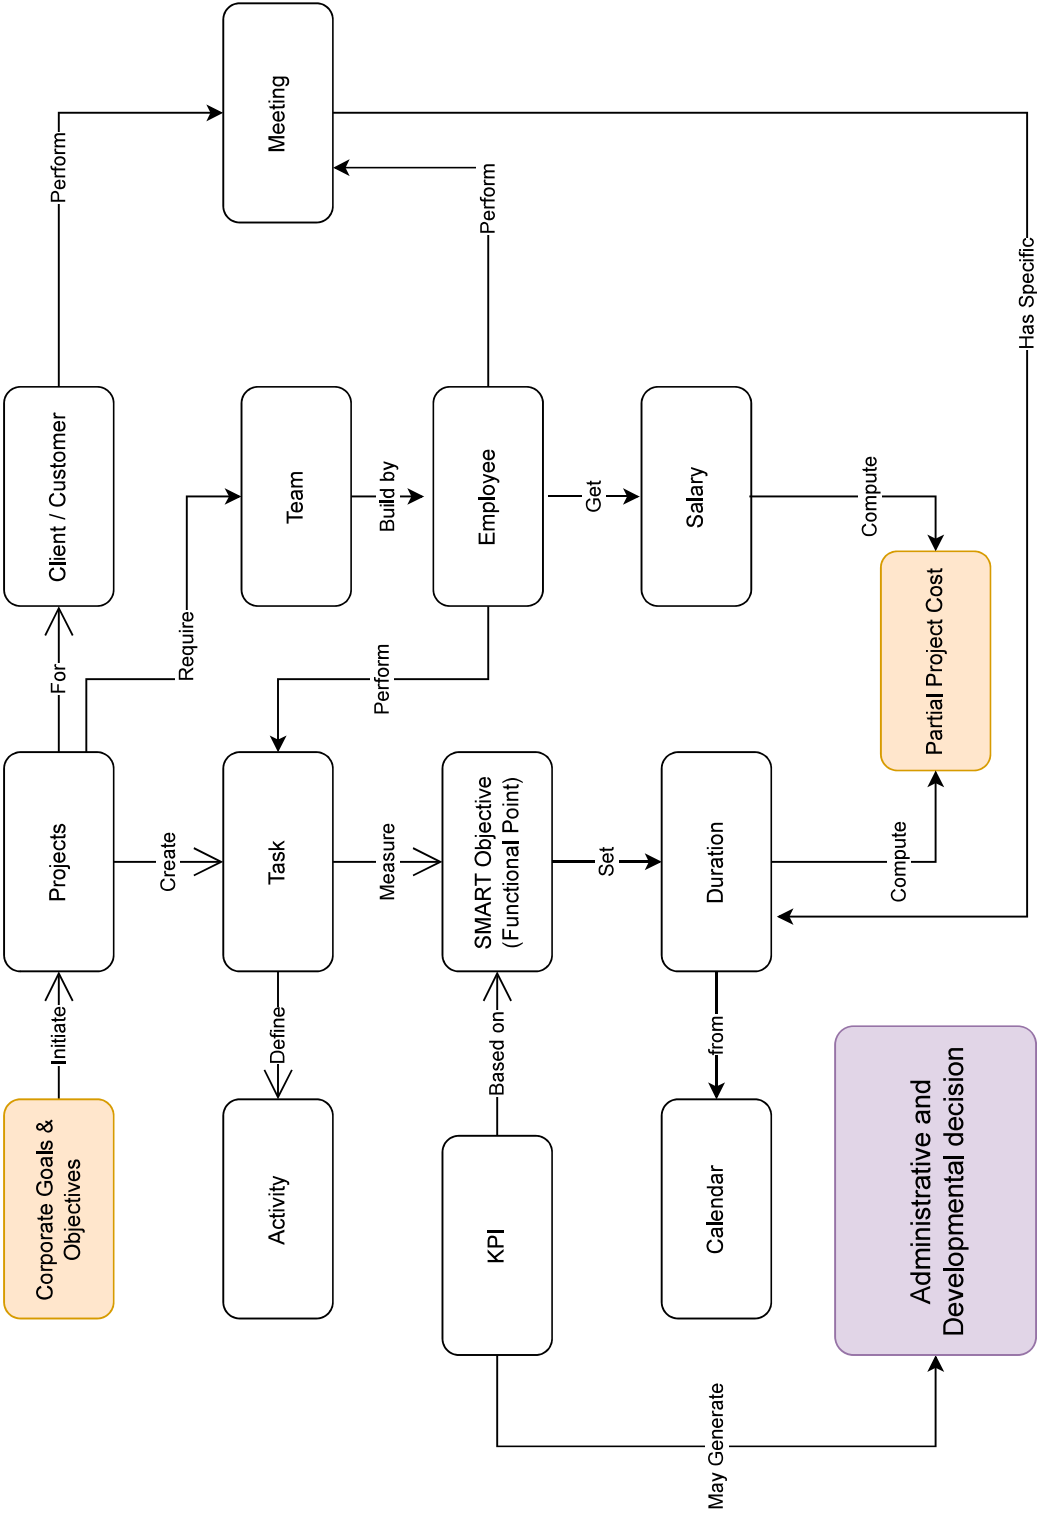 Corporate Goals &
Objectives
Initiate
Projects
For
Client / Customer
Perform
Meeting
Require
Team
Build by
Employee
Perform
Get
Salary
Compute
Partial Project Cost
Has Specific
Create
Task
Perform
Define
Activity
Measure
SMART Objective
(Functional Point)
Based on
KPI
Set
Duration
Compute
from
Calendar
May Generate
Administrative and
Developmental decision